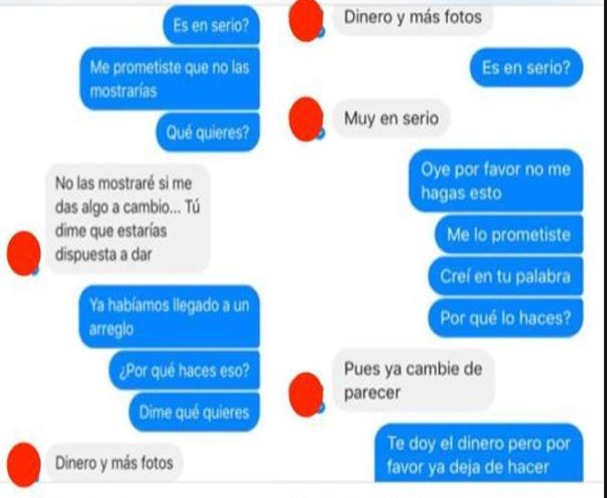 Es en serio?
Me prometiste que no las
mostrarías
Qué quieres?
No las mostraré si me
das algo a cambio... Tú
dime que estarías
dispuesta a dar
Ya habíamos llegado a un
arreglo
¿Por qué haces eso?
Dime qué quieres
Dinero y más fotos
Dinero y más fotos
Es en serio?
Muy en serio
Oye por favor no me
hagas esto
Me lo prometiste
Creí en tu palabra
Por qué lo haces?
Pues ya cambie de
parecer
Te doy el dinero pero por
favor ya deja de hacer